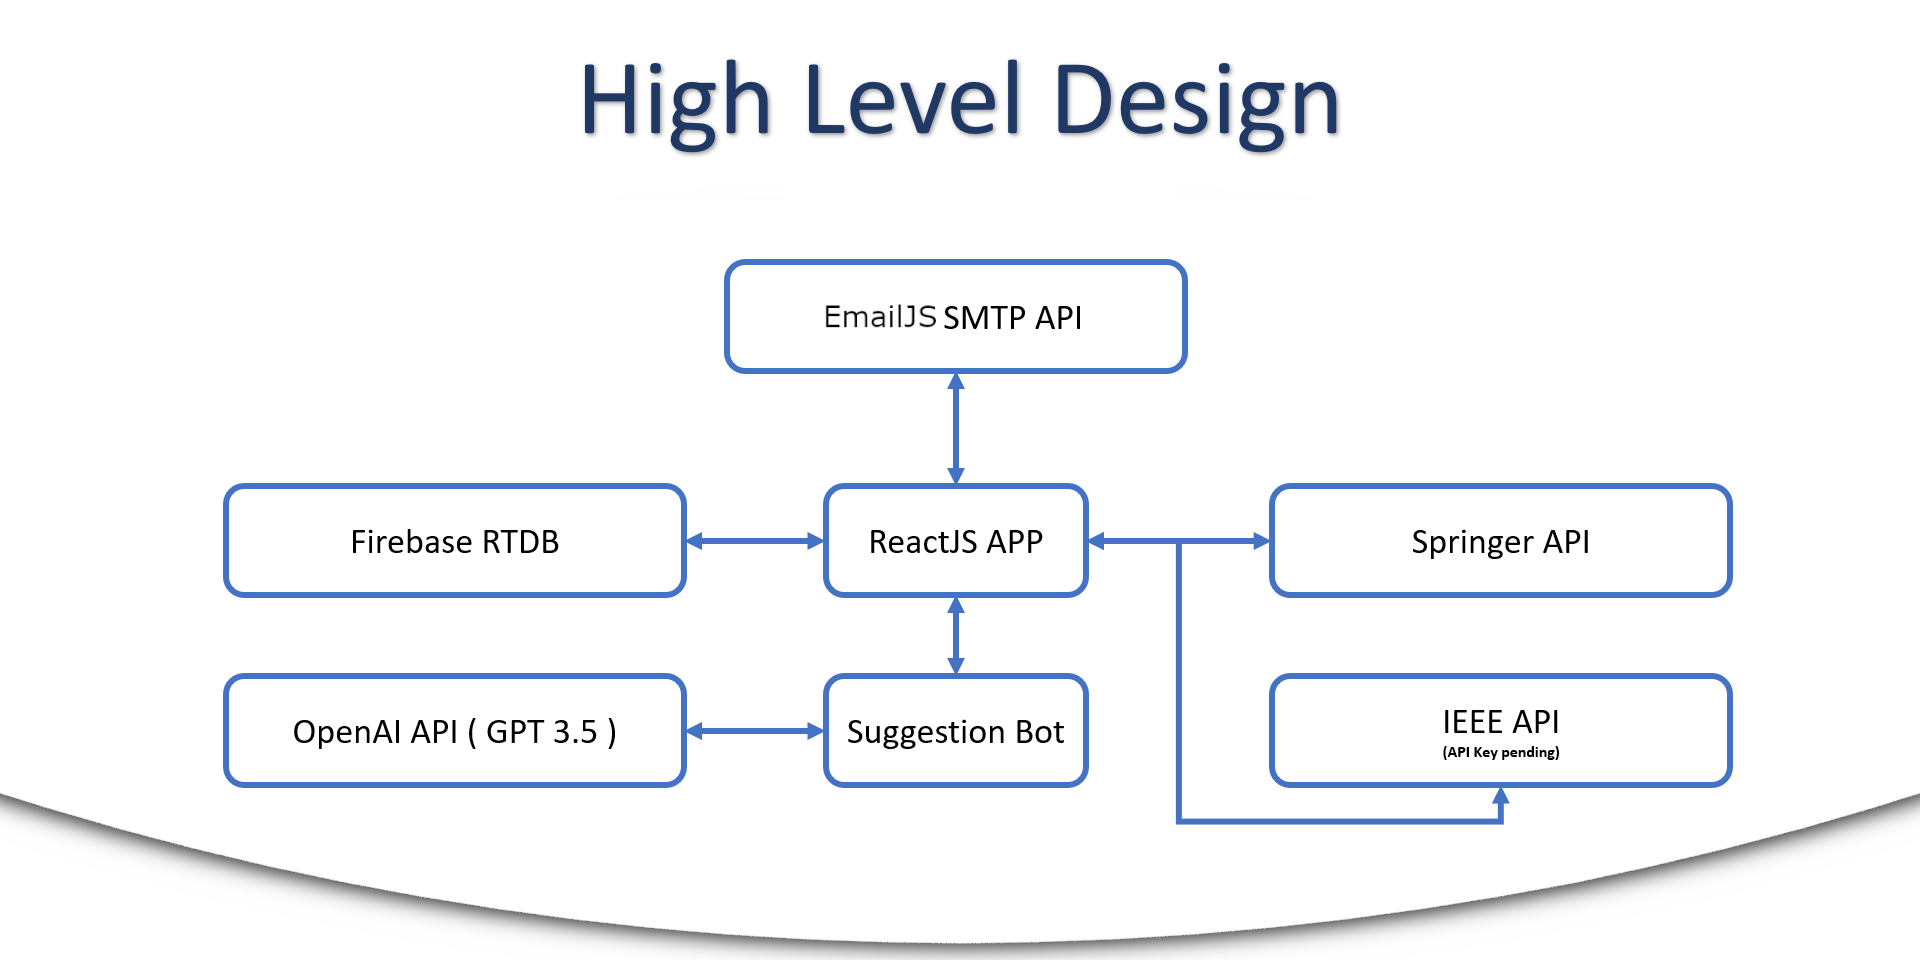 High Level Design
EmailJS SMTP API
Firebase RTDB
ReactJS APP
Springer API
OpenAI API ( GPT 3.5 )
Suggestion Bot
IEEE API
(API Key pending)